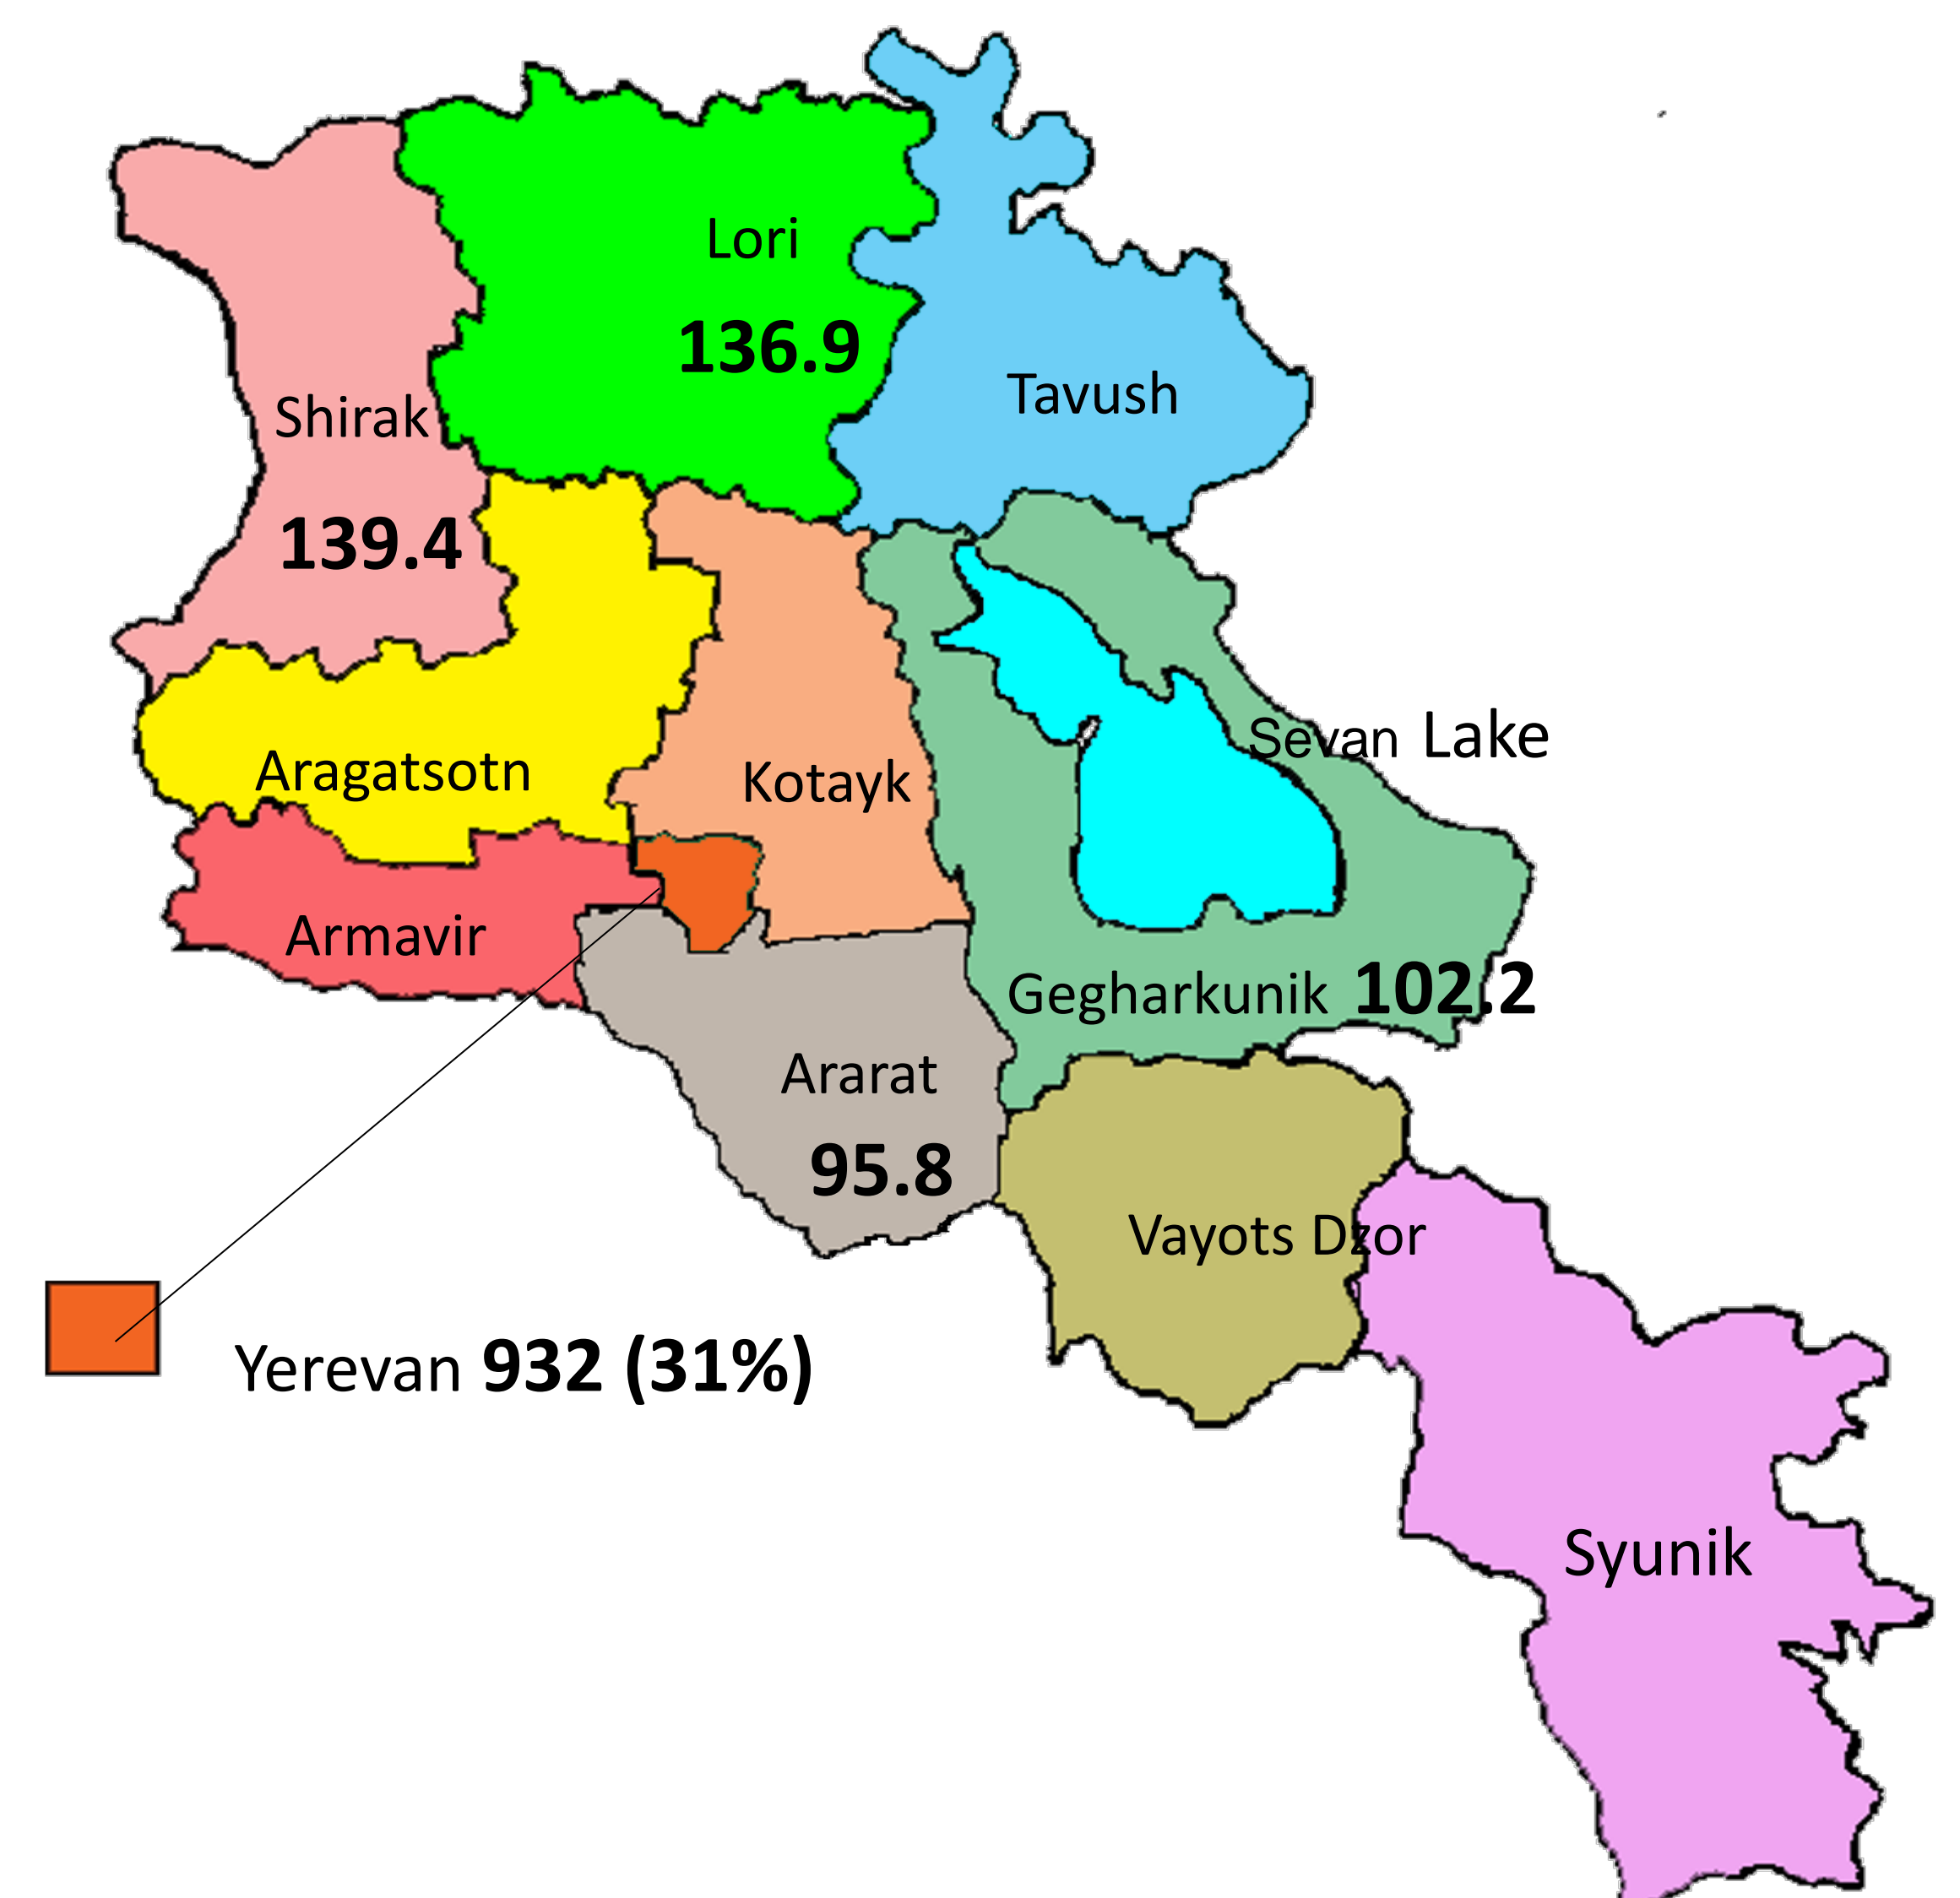 Lori
136.9
Tavush
Shirak
139.4
Sevan Lake
Aragatsotn
Kotayk
Armavir
Gegharkunik 102.2
Ararat
95.8
Vayots Dzor
Yerevan 932 (31%)
Syunik